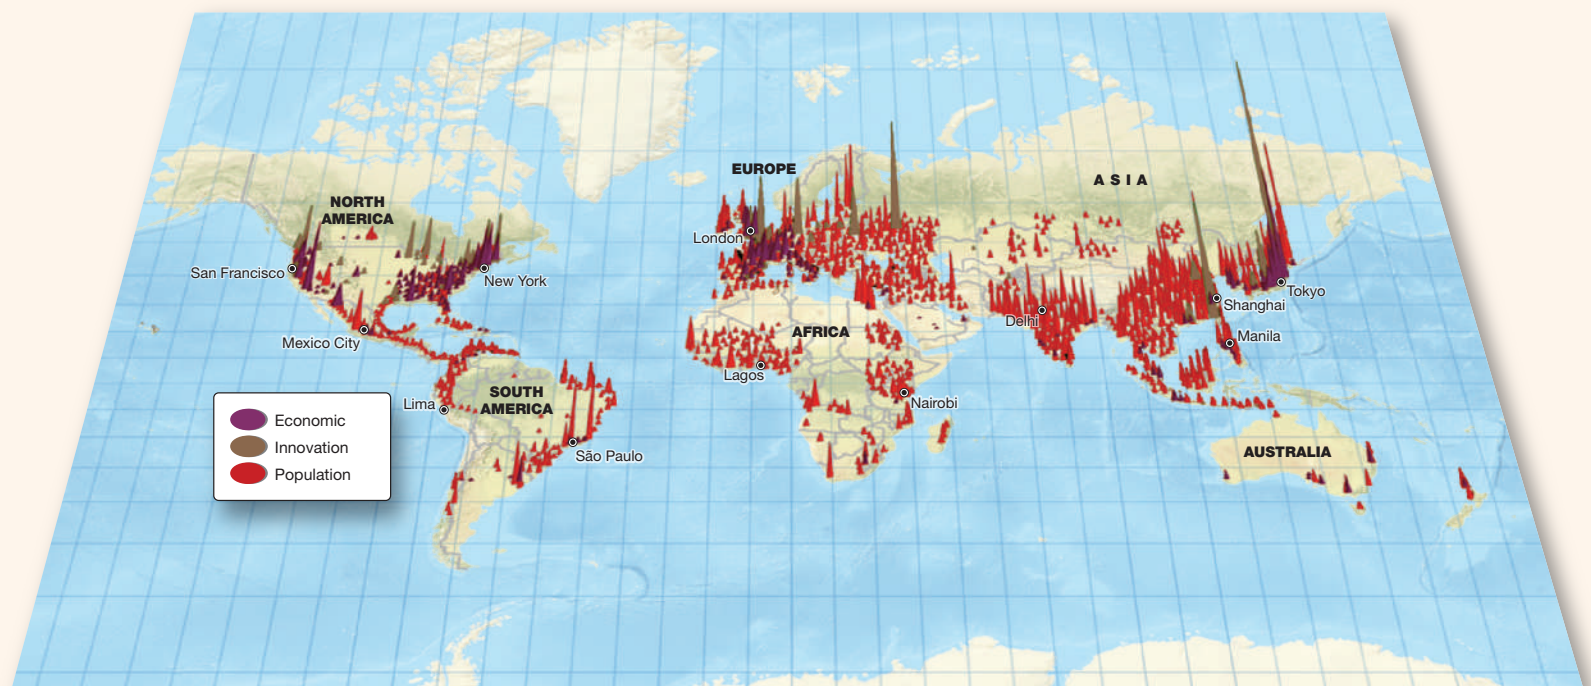 EUROPE
ASIA
NORTH
AMERICA
London
San Francisco
New York
Tokyo
Shanghai
Delhi
Manila
AFRICA
Mexico City
Lagos
SOUTH
AMERICA
Lima
Nairobi
São Paulo
AUSTRALIA
Economic
Innovation
Population